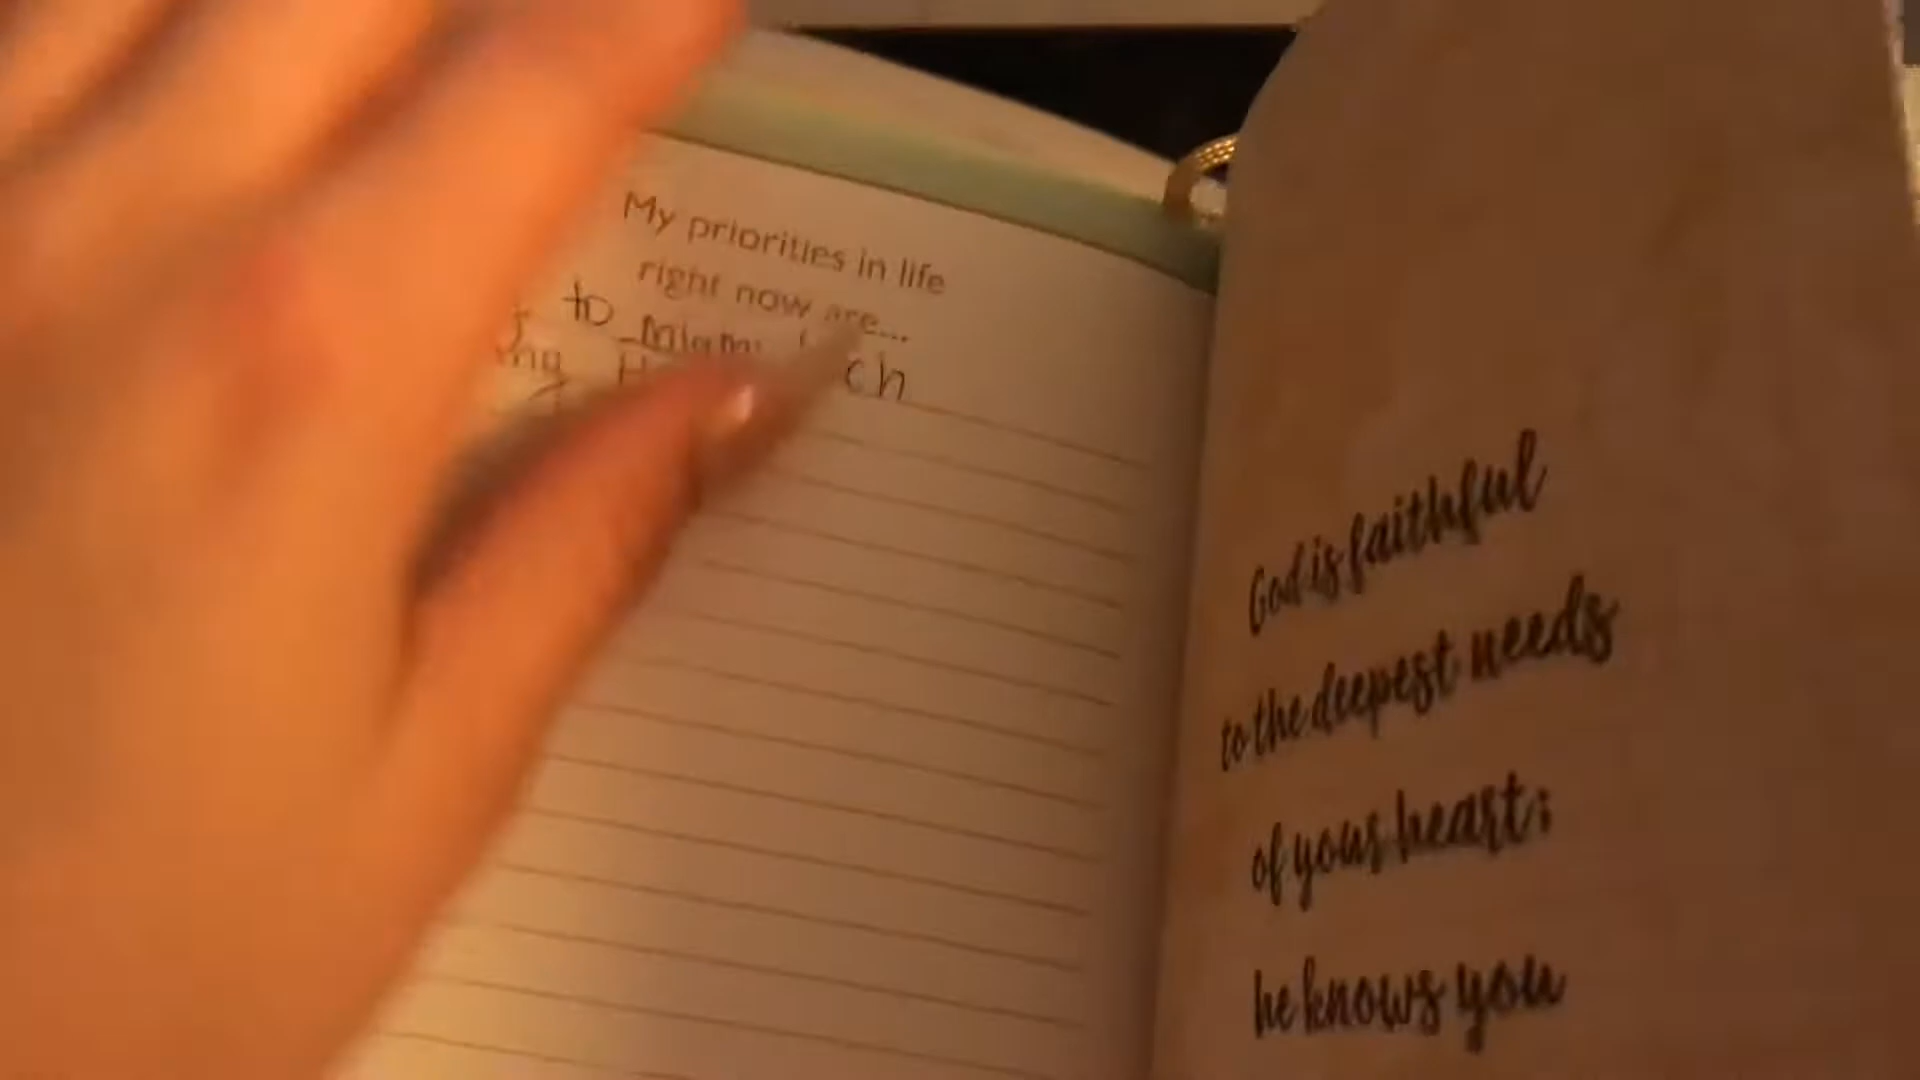 My priorities in life
right now are...
to
ch
God is faithful
to the deepest needs
of your heart;
he knows you